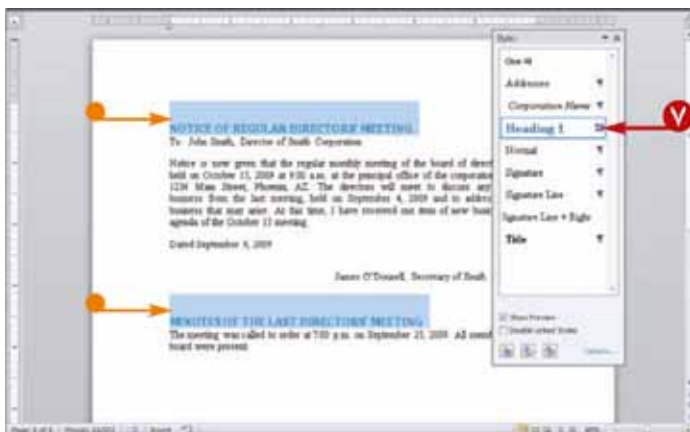 Styles
Clear All
Addresses
Corporation Name
Heading 1
Normal
Signature
Signature Line
Signature Line + Right
Title
Show Preview
Disable Linked Styles
Options...
NOTICE OF REGULAR DIRECTORS' MEETING
To: John Smith, Director of Smith Corporation
Notice is now given that the regular monthly meeting of the board of direct
held on October 15, 2009 at 9:00 a.m. at the principal office of the corporation
1234 Main Street, Phoenix, AZ. The directors will meet to discuss any
business from the last meeting, held on September 4, 2009 and to address
business that may arise. At this time, I have received one item of new busi
agenda of the October 15 meeting.
Dated September 9, 2009
James O'Donnell, Secretary of Smith
MINUTES OF THE LAST DIRECTORS' MEETING
The meeting was called to order at 7:00 p.m. on September 25, 2009. All mem
board were present.